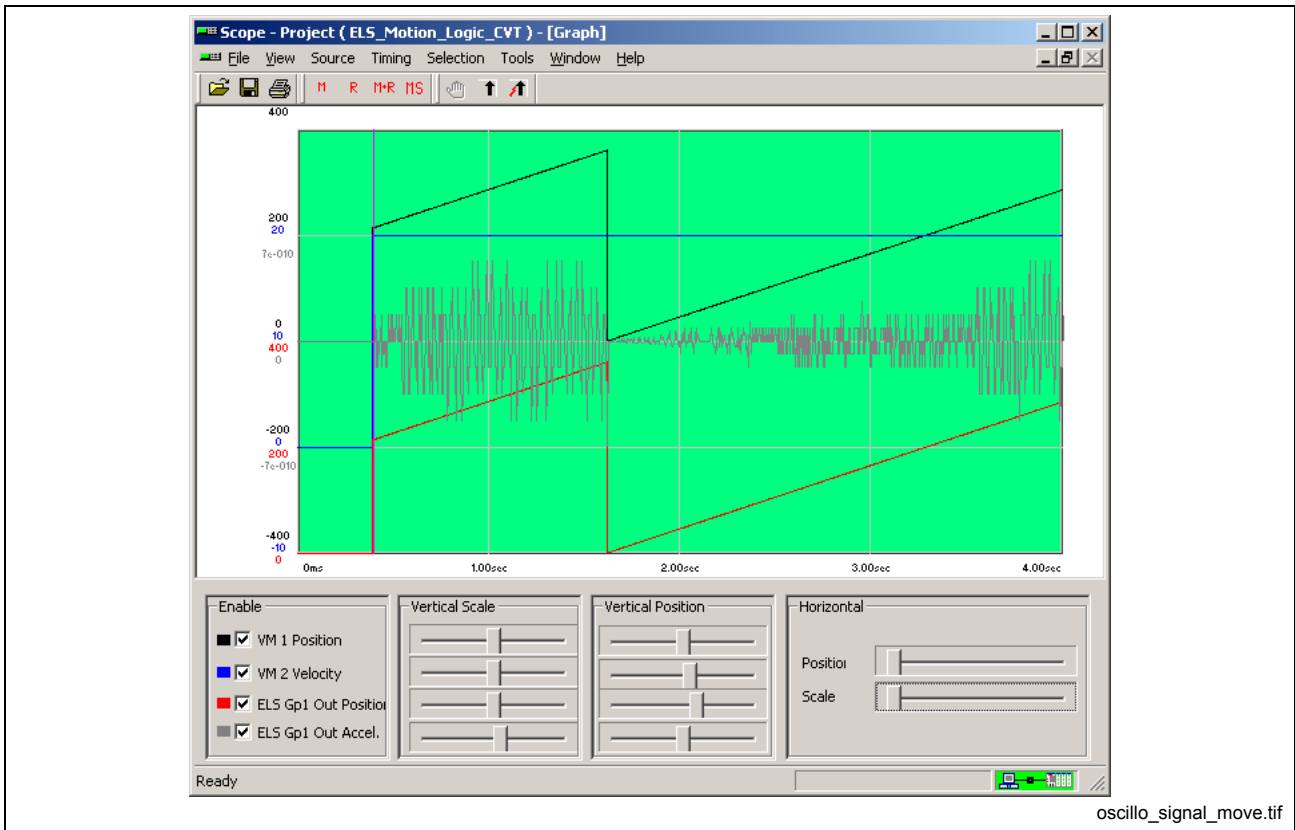 Scope - Project ( ELS_Motion_Logic_CVT ) - [Graph]
File View Source Timing Selection Tools Window Help
M R M+R MS
400
200
20
7e-010
0
10
400
0
-200
0
200
-7e-010
-400
-10
0
0ms 1.00sec 2.00sec 3.00sec 4.00sec
Enable
VM 1 Position
VM 2 Velocity
ELS Gp1 Out Position
ELS Gp1 Out Accel.
Vertical Scale
Vertical Position
Horizontal
Position
Scale
Ready
oscillo_signal_move.tif